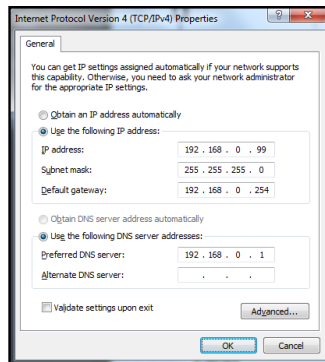 Internet Protocol Version 4 (TCP/IPv4) Properties
General
You can get IP settings assigned automatically if your network supports
this capability. Otherwise, you need to ask your network administrator
for the appropriate IP settings.
Obtain an IP address automatically
Use the following IP address:
IP address: 192 . 168 . 0 . 99
Subnet mask: 255 . 255 . 255 . 0
Default gateway: 192 . 168 . 0 . 254
Obtain DNS server address automatically
Use the following DNS server addresses:
Preferred DNS server: 192 . 168 . 0 . 1
Alternate DNS server: . . .
Validate settings upon exit
Advanced...
OK Cancel